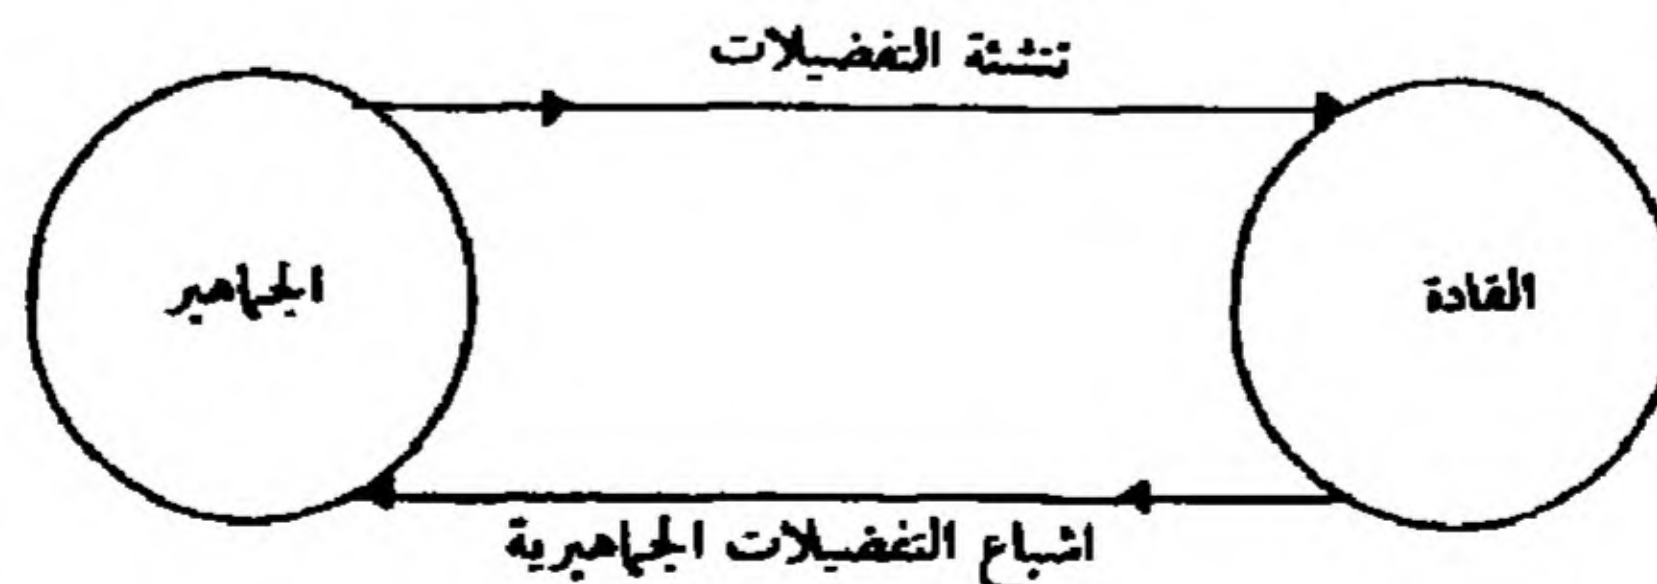 تنشئة التفضيلات
القادة
الجماهير
اشباع التفضيلات الجماهيرية